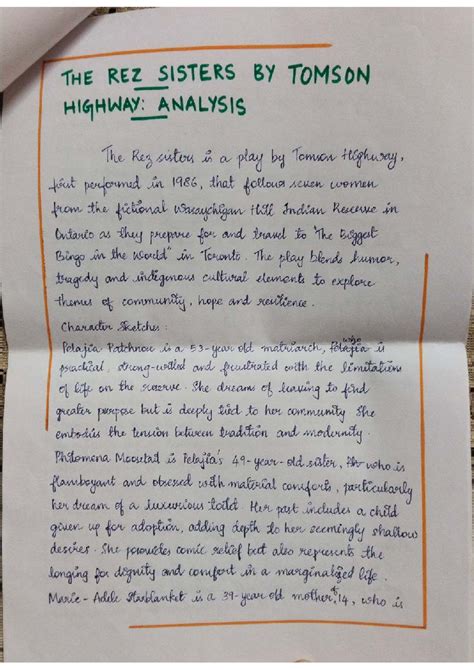 THE REZ SISTERS BY TOMSON
HIGHWAY: ANALYSIS
The Rez sisters is a play by Tomson Highway,
first performed in 1986, that follows seven women
from the fictional Wasaychigan Hill Indian Reserve in
Ontario as they prepare for and travel to "The Biggest
Bingo in the World" in Toronto. The play blends humor,
tragedy and indigenous cultural elements to explore
themes of community, hope and resilience.
Character Sketches:
Pelajia Patchnose is a 53-year old matriarch, who is
practical, strong-willed and frustrated with the limitations
of life on the reserve. She dreams of leaving to find
greater purpose but is deeply tied to her community She
embodies the tension between tradition and modernity.
Philomena Moosetail is Pelajia's 49-year-old sister, who is
flamboyant and obsessed with material comforts, particularly
her dream of a luxurious toilet. Her past includes a child
given up for adoption, adding depth to her seemingly shallow
desires. She provides comic relief but also represents the
longing for dignity and comfort in a marginalized life.
Marie-Adele Starblanket is a 39-year old mother, 14, who is